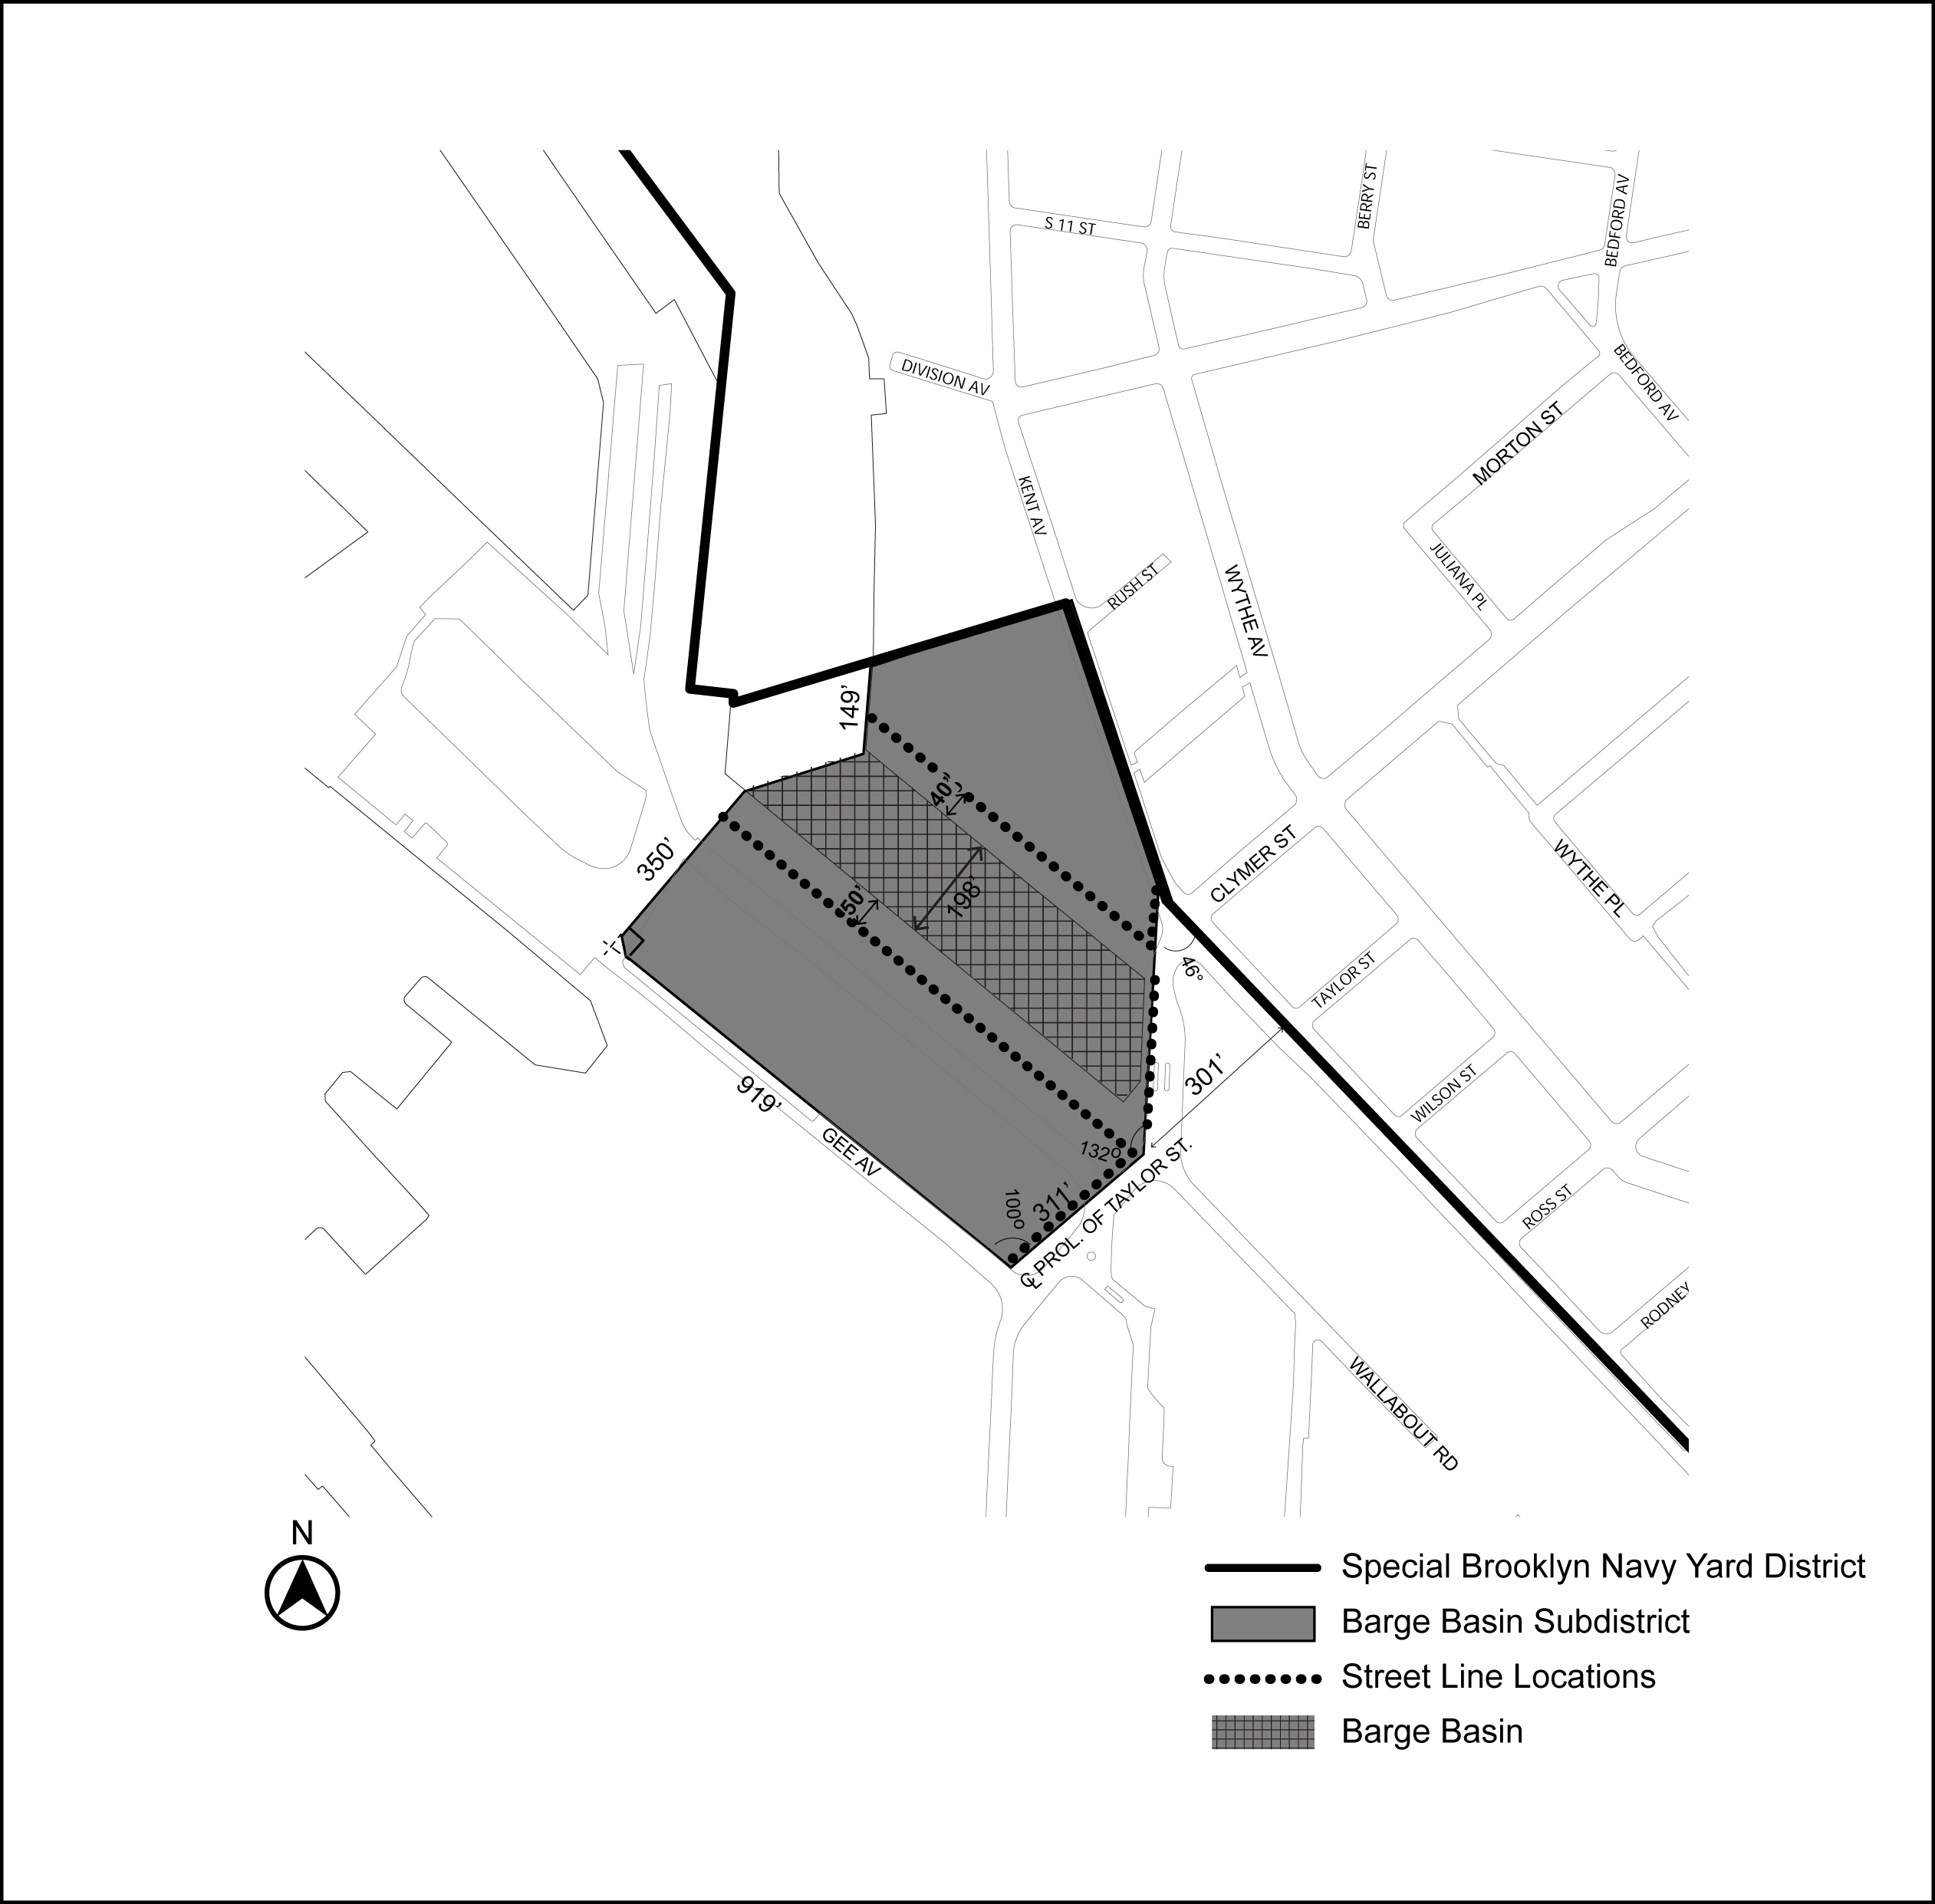 BERRY ST
BEDFORD AV
S 11 ST
DIVISION AV
BEDFORD AV
MORTON ST
KENT AV
JULIANA PL
RUSH ST
WYTHE AV
149'
40'
350'
CLYMER ST
WYTHE PL
50'
198'
46°
TAYLOR ST
301'
WILSON ST
919'
GEE AV
132º
100º
311'
℄ PROL. OF TAYLOR ST.
ROSS ST
RODNEY
WALLABOUT RD
N
Special Brooklyn Navy Yard District
Barge Basin Subdistrict
Street Line Locations
Barge Basin